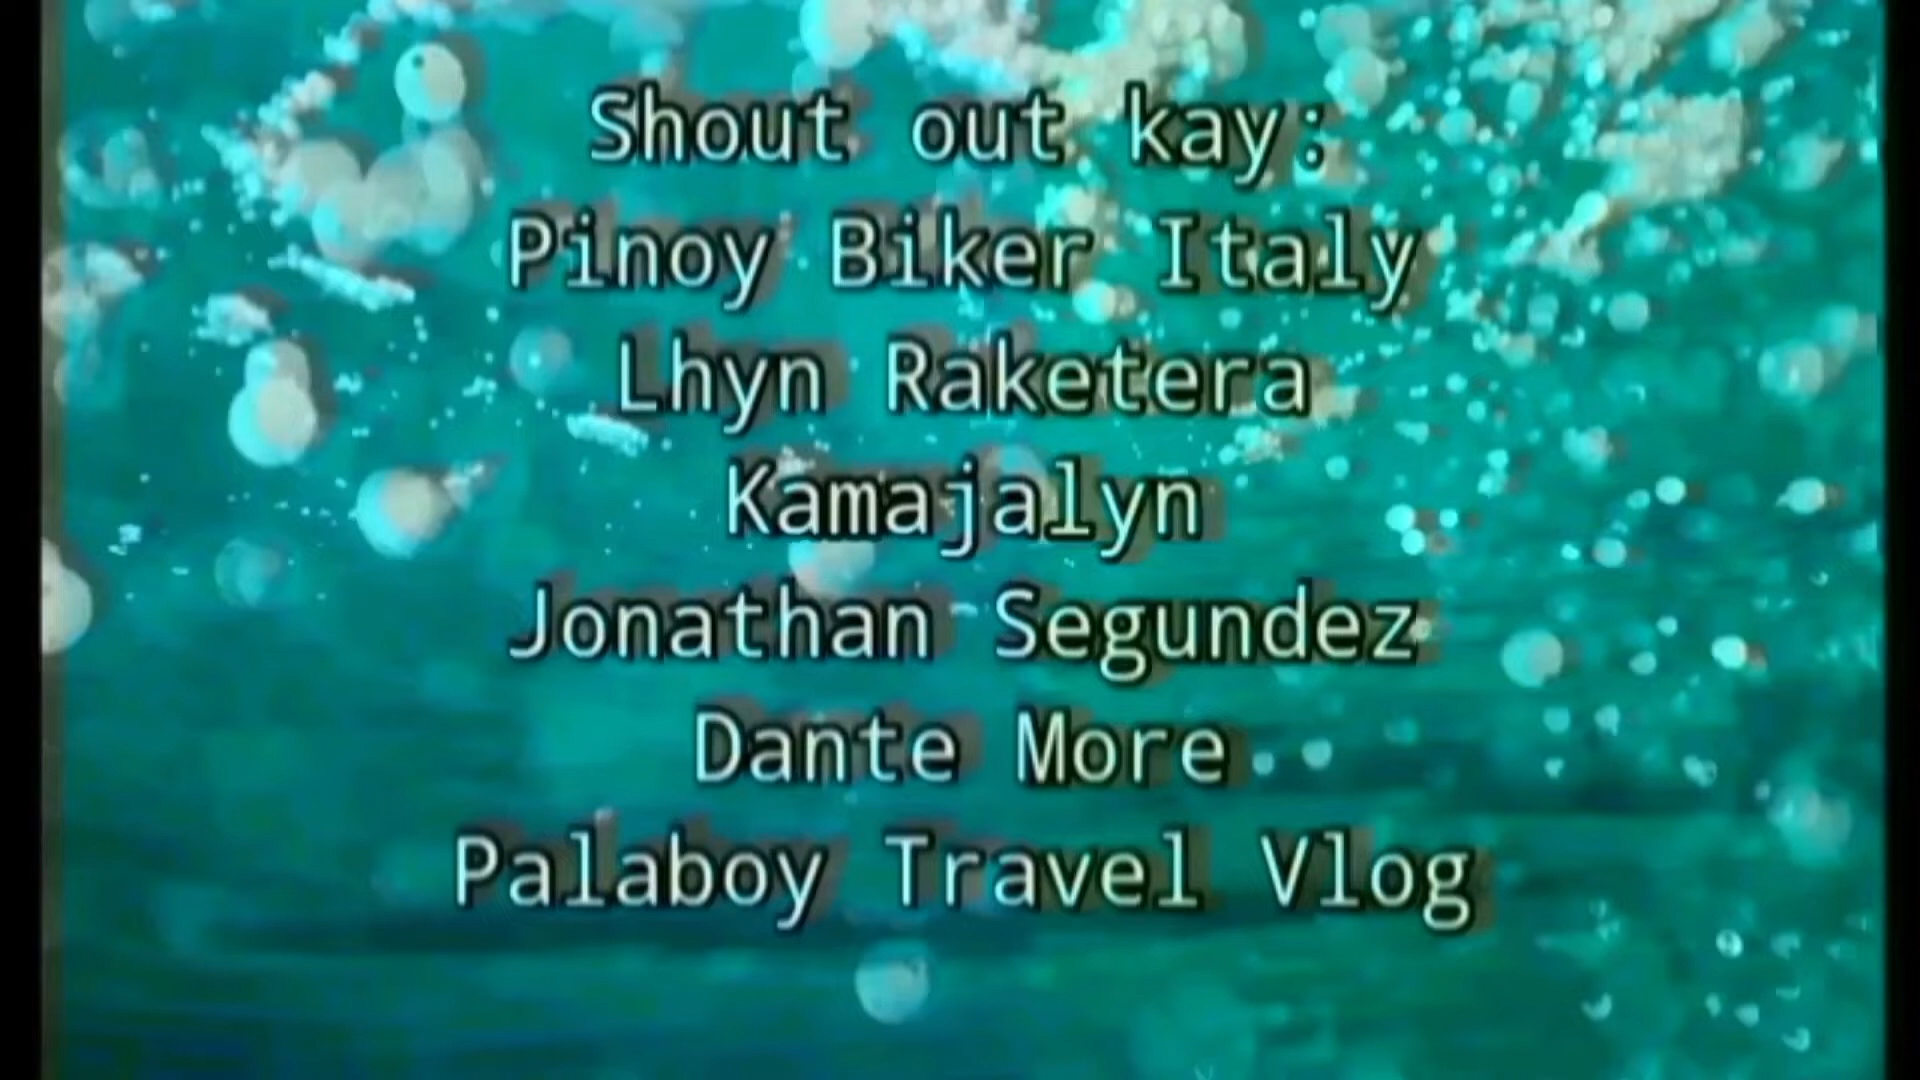 Shout out kay:
Pinoy Biker Italy
Lhyn Raketera
Kamajalyn
Jonathan Segundez
Dante More
Palaboy Travel Vlog